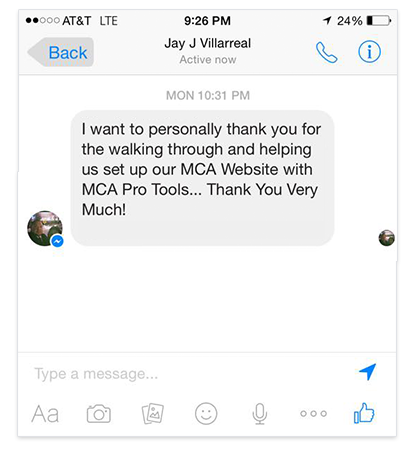 AT&T LTE 9:26 PM 24%
Back Jay J Villarreal
Active now
MON 10:31 PM
I want to personally thank you for
the walking through and helping
us set up our MCA Website with
MCA Pro Tools... Thank You Very
Much!
Type a message...
Aa